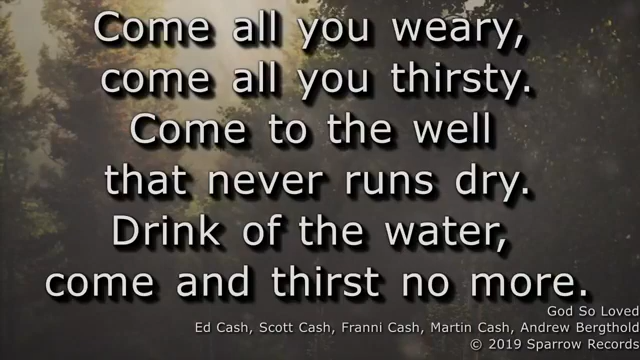 Come all you weary,
come all you thirsty.
Come to the well
that never runs dry.
Drink of the water,
come and thirst no more.
God So Loved
Ed Cash, Scott Cash, Franni Cash, Martin Cash, Andrew Bergthold
© 2019 Sparrow Records